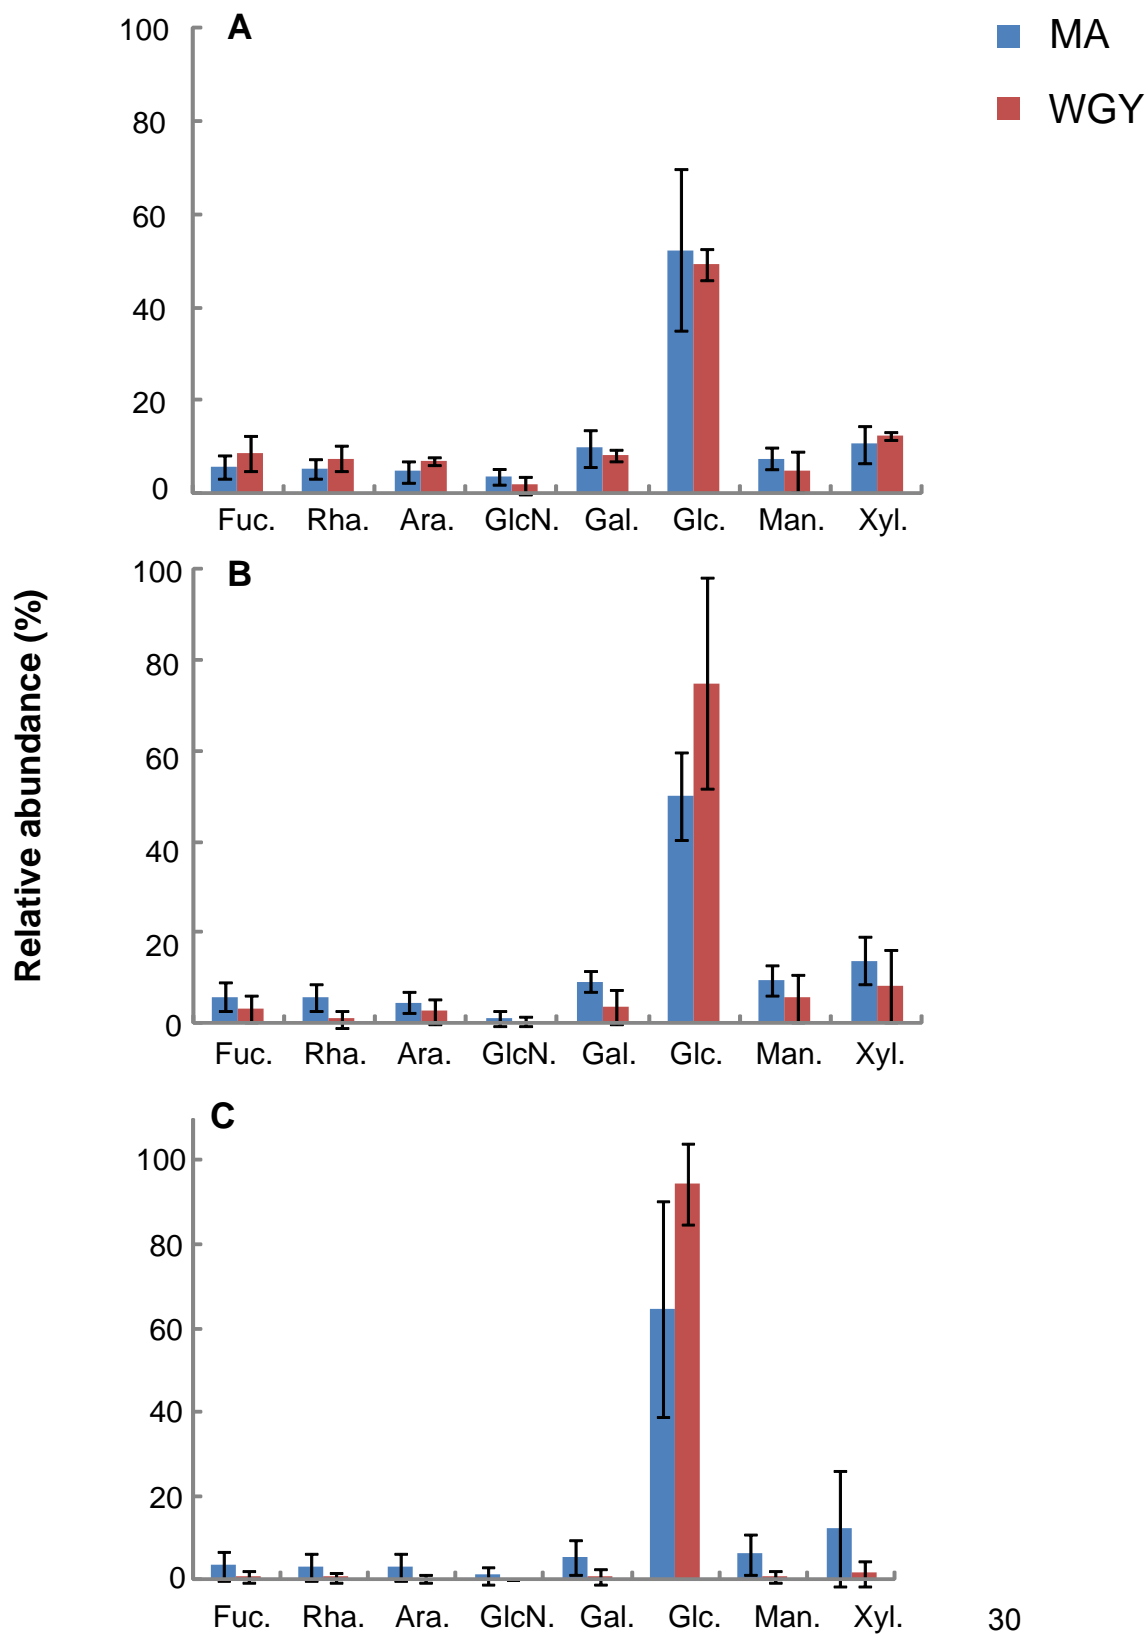 A
MA
WGY
100
80
60
40
20
0
Fuc. Rha. Ara. GlcN. Gal. Glc. Man. Xyl.
Relative abundance (%)
B
100
80
60
40
20
0
Fuc. Rha. Ara. GlcN. Gal. Glc. Man. Xyl.
C
100
80
60
40
20
0
Fuc. Rha. Ara. GlcN. Gal. Glc. Man. Xyl.
30